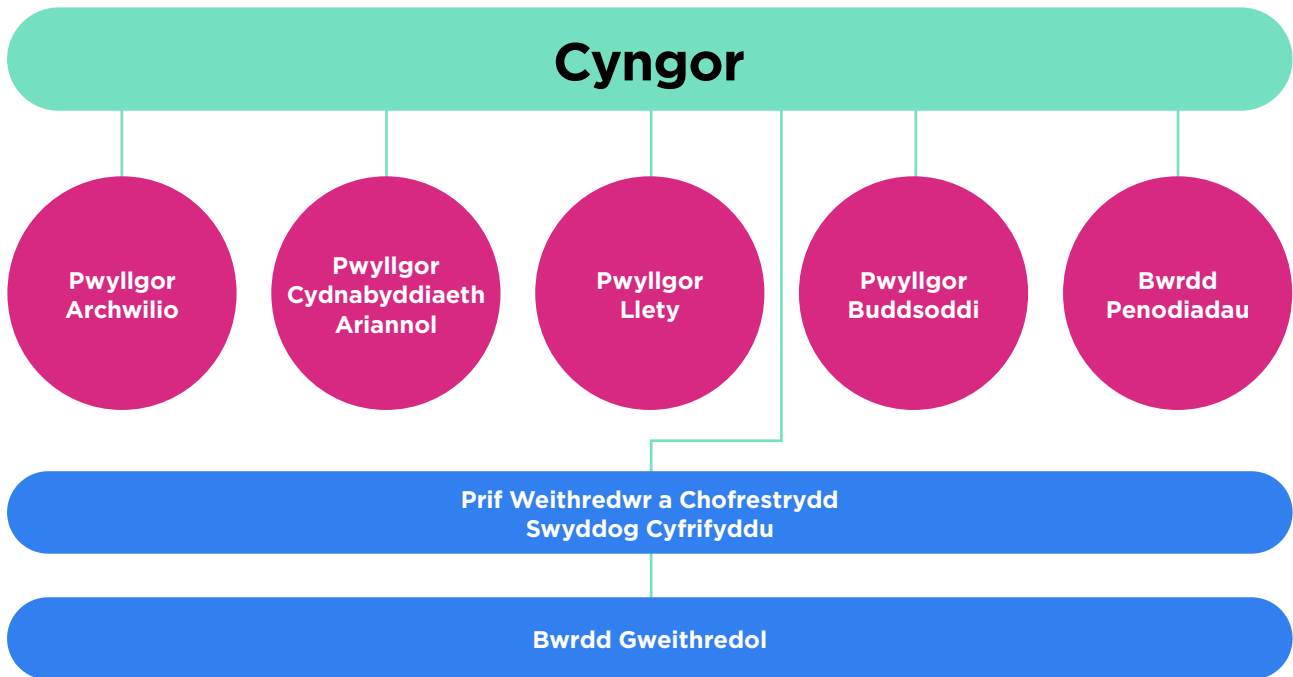 Cyngor
Pwyllgor
Archwilio
Pwyllgor
Cydnabyddiaeth
Ariannol
Pwyllgor
Llety
Pwyllgor
Buddsoddi
Bwrdd
Penodiadau
Prif Weithredwr a Chofrestrydd
Swyddog Cyfrifyddu
Bwrdd Gweithredol